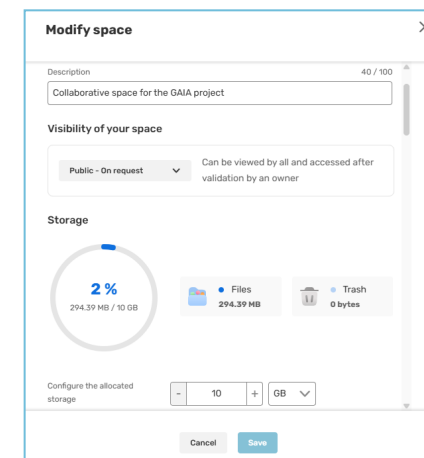 Modify space
Description 40 / 100
Collaborative space for the GAIA project
Visibility of your space
Public - On request
Can be viewed by all and accessed after
validation by an owner
Storage
2 %
294.39 MB / 10 GB
Files
294.39 MB
Trash
0 bytes
Configure the allocated
storage
- 10 + GB
Cancel Save